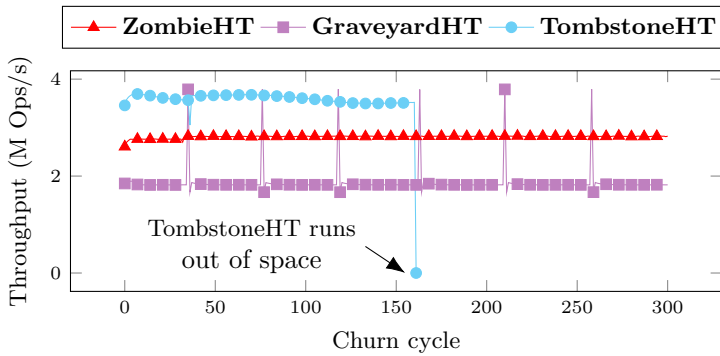 ZombieHT GraveyardHT TombstoneHT
Throughput (M Ops/s)
4
2
0
TombstoneHT runs
out of space
0 50 100 150 200 250 300
Churn cycle